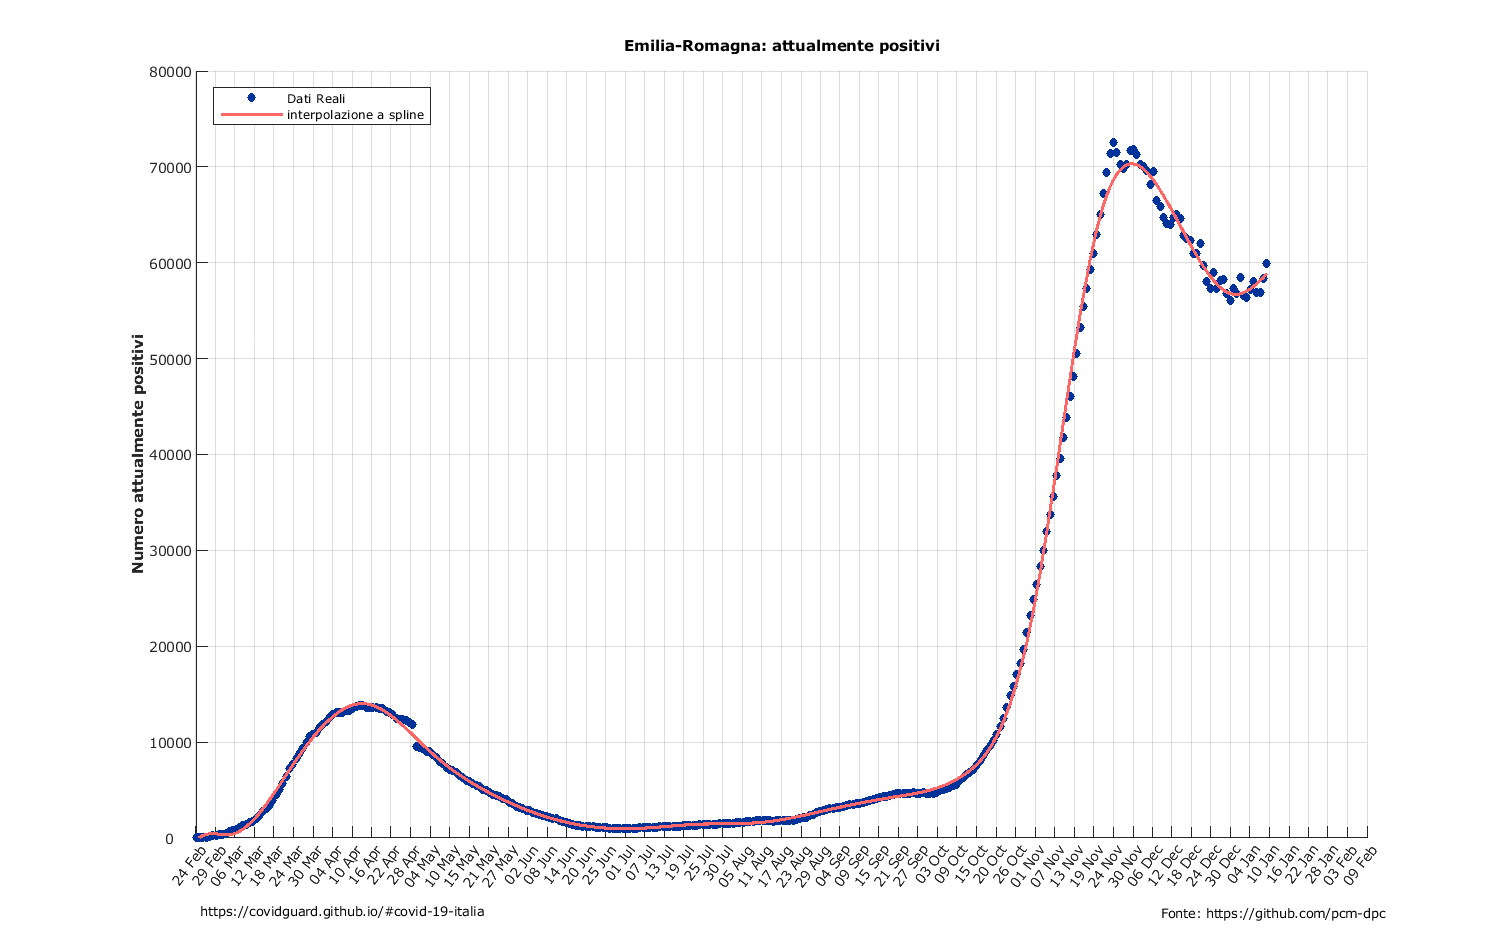 Emilia-Romagna: attualmente positivi
Dati Reali
interpolazione a spline
Numero attualmente positivi
80000
70000
60000
50000
40000
30000
20000
10000
0
24 Feb
29 Feb
06 Mar
12 Mar
18 Mar
24 Mar
30 Mar
04 Apr
10 Apr
16 Apr
22 Apr
28 Apr
04 May
10 May
15 May
21 May
27 May
02 Jun
08 Jun
14 Jun
20 Jun
25 Jun
01 Jul
07 Jul
13 Jul
19 Jul
25 Jul
30 Jul
05 Aug
11 Aug
17 Aug
23 Aug
29 Aug
04 Sep
09 Sep
15 Sep
21 Sep
27 Sep
03 Oct
09 Oct
15 Oct
20 Oct
26 Oct
01 Nov
07 Nov
13 Nov
19 Nov
24 Nov
30 Nov
06 Dec
12 Dec
18 Dec
24 Dec
30 Dec
04 Jan
10 Jan
16 Jan
22 Jan
28 Jan
03 Feb
09 Feb
https://covidguard.github.io/#covid-19-italia
Fonte: https://github.com/pcm-dpc